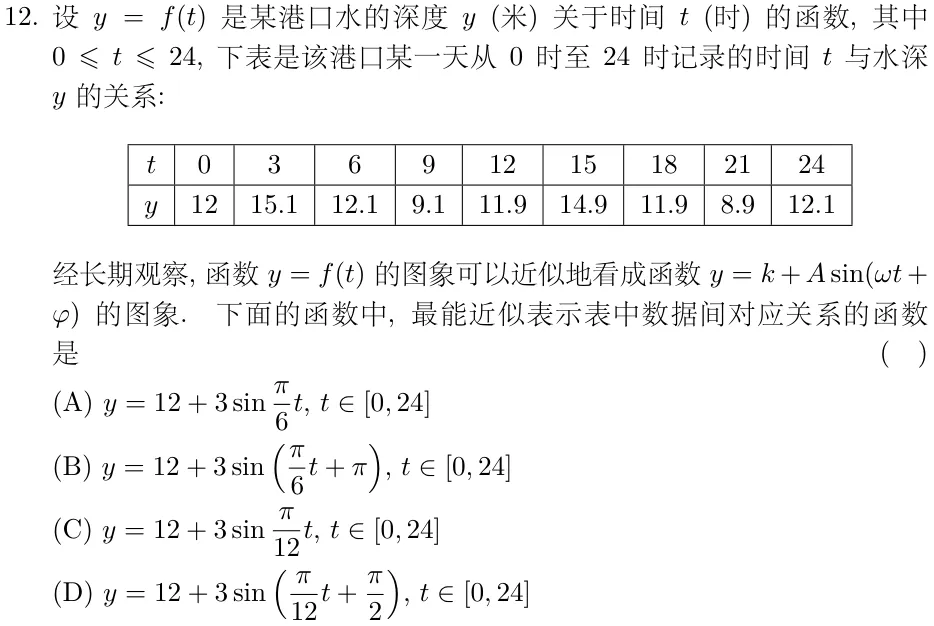 12. 设 y = f(t) 是某港口水的深度 y (米) 关于时间 t (时) 的函数, 其中
0 ⩽ t ⩽ 24, 下表是该港口某一天从 0 时至 24 时记录的时间 t 与水深
y 的关系:
t 0 3 6 9 12 15 18 21 24
y 12 15.1 12.1 9.1 11.9 14.9 11.9 8.9 12.1
经长期观察, 函数 y = f(t) 的图象可以近似地看成函数 y = k + A sin(ωt +
φ) 的图象. 下面的函数中, 最能近似表示表中数据间对应关系的函数
是 ( )
(A) y = 12 + 3 sin π/6 t, t ∈ [0, 24]
(B) y = 12 + 3 sin (π/6 t + π), t ∈ [0, 24]
(C) y = 12 + 3 sin π/12 t, t ∈ [0, 24]
(D) y = 12 + 3 sin (π/12 t + π/2), t ∈ [0, 24]